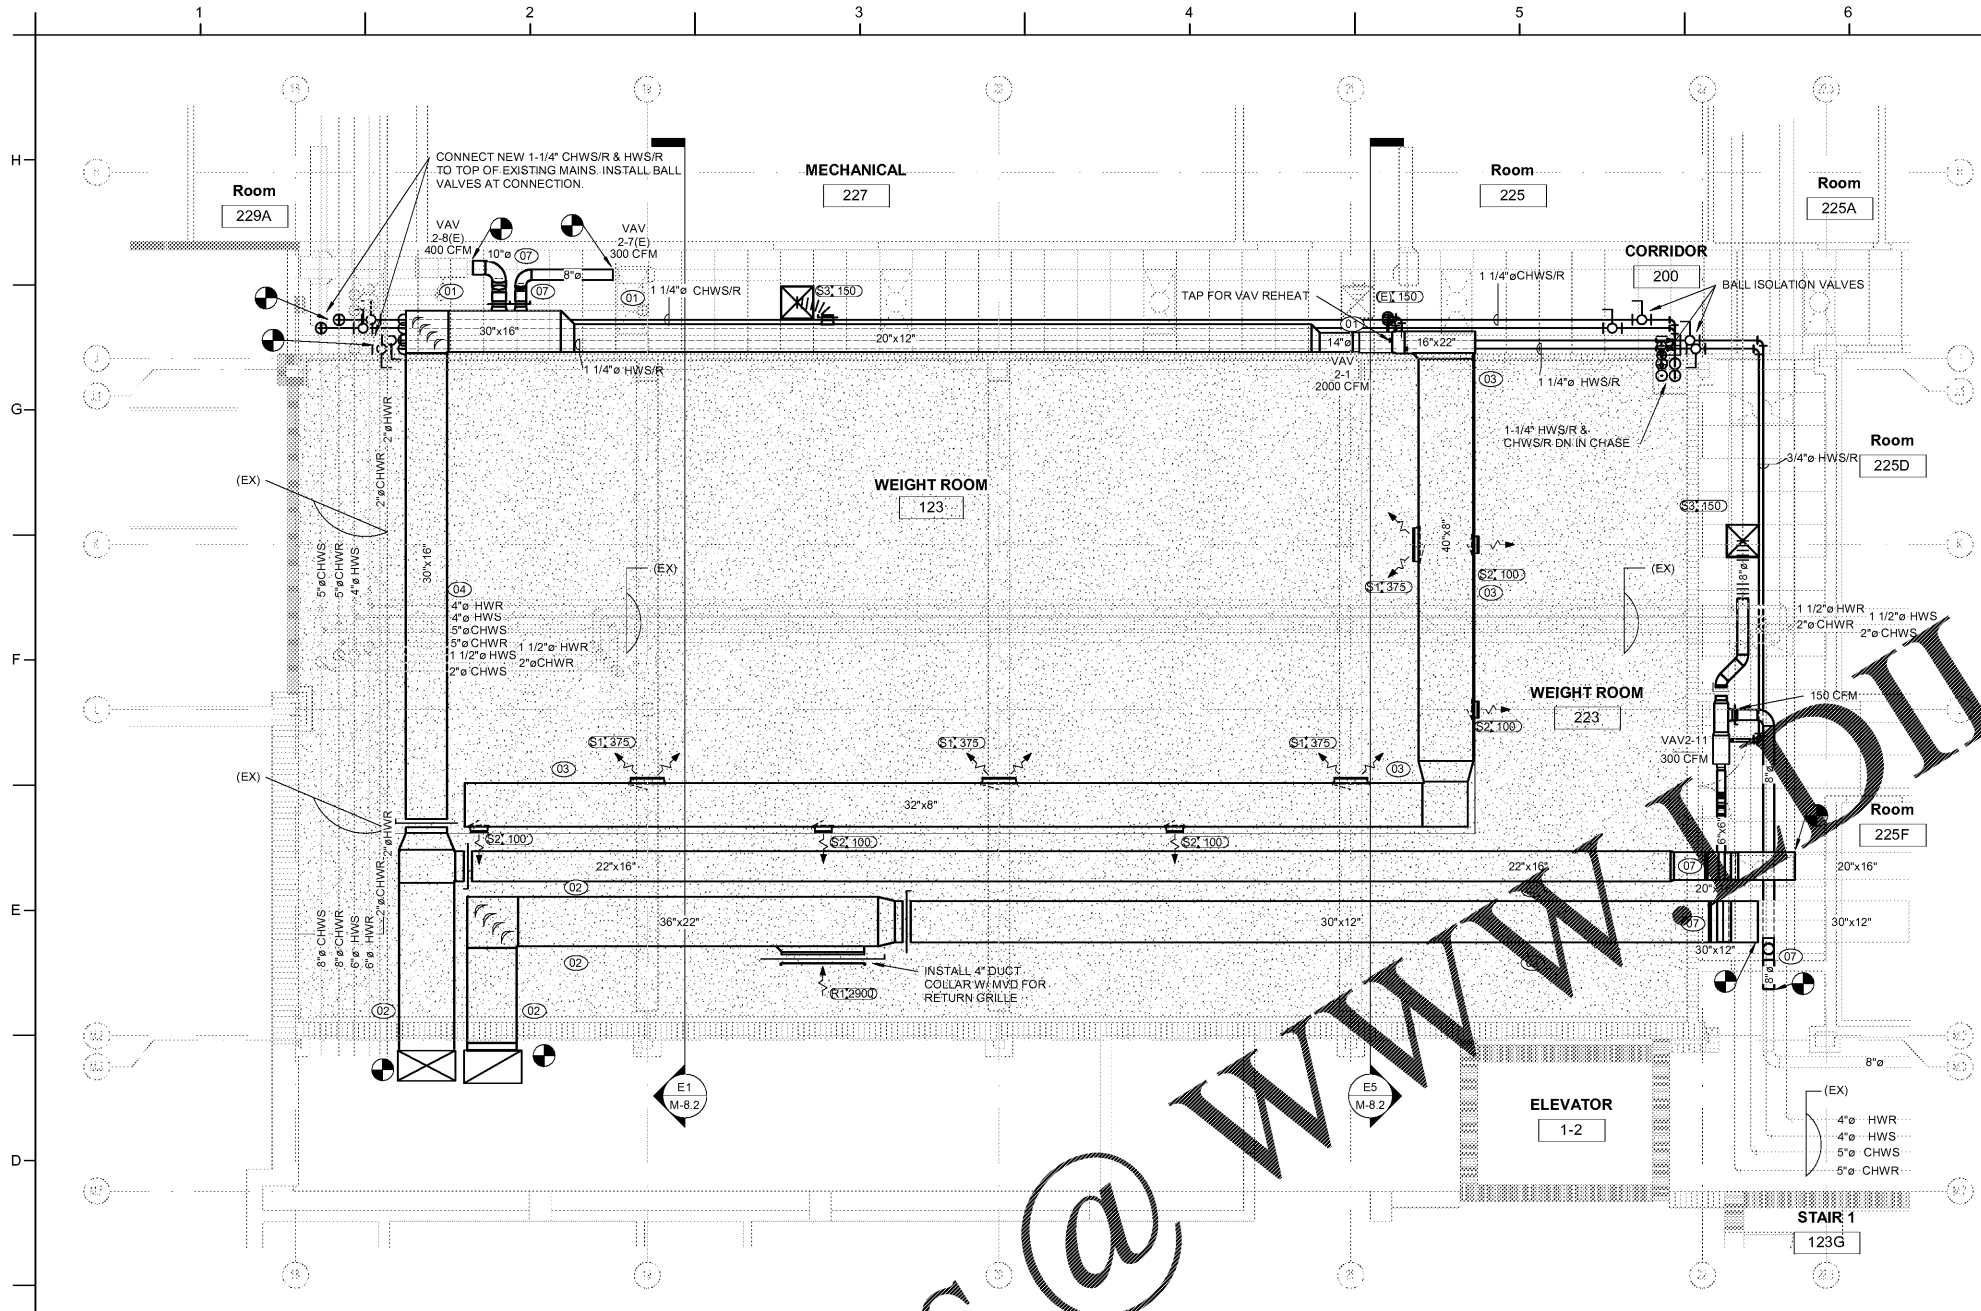 1 2 3 4 5 6
H
G
F
E
D
CONNECT NEW 1-1/4" CHWS/R & HWS/R
TO TOP OF EXISTING MAINS. INSTALL BALL
VALVES AT CONNECTION.
Room
229A
MECHANICAL
227
Room
225
Room
225A
CORRIDOR
200
VAV
2-8(E)
400 CFM
10"ø
07
VAV
2-7(E)
300 CFM
8"ø
01
07
01
1 1/4"ø CHWS/R
S3: 150
TAP FOR VAV REHEAT
(E): 150
1 1/4"øCHWS/R
BALL ISOLATION VALVES
30"x16"
20"x12"
01
14"ø
16"x22"
1 1/4"ø HWS/R
VAV
2-1
2000 CFM
03
1 1/4"ø HWS/R
1-1/4" HWS/R &
CHWS/R DN IN CHASE
3/4"ø HWS/R
Room
225D
2"øHWR
2"øCHWR
(EX)
WEIGHT ROOM
123
S3: 150
40"x8"
30"x16"
5"øCHWS
5"øCHWR
4"ø HWS
(EX)
(EX)
S1: 375
S2: 100
03
8"ø
04
4"ø HWR
4"ø HWS
5"øCHWS
5"øCHWR
1 1/2"ø HWS
2"ø CHWS
1 1/2"ø HWR
2"øCHWR
1 1/2"ø HWR
2"ø CHWR
1 1/2"ø HWS
2"ø CHWS
WEIGHT ROOM
223
150 CFM
S2: 100
VAV2-11
300 CFM
S1: 375
S1: 375
S1: 375
03
03
(EX)
8"ø
32"x8"
Room
225F
2"øHWR
2"øCHWR
S2: 100
S2: 100
S2: 100
6"x6"
22"x16"
22"x16"
07
20"x16"
02
8"ø CHWS
8"ø CHWR
6"ø HWS
6"ø HWR
36"x22"
30"x12"
07
30"x12"
30"x12"
02
INSTALL 4" DUCT
COLLAR W/ MVD FOR
RETURN GRILLE
R1:2900
07
8"ø
02
02
E1
M-8.2
E5
M-8.2
8"ø
(EX)
ELEVATOR
1-2
4"ø HWR
4"ø HWS
5"ø CHWS
5"ø CHWR
STAIR 1
123G
@ WWW.LDI